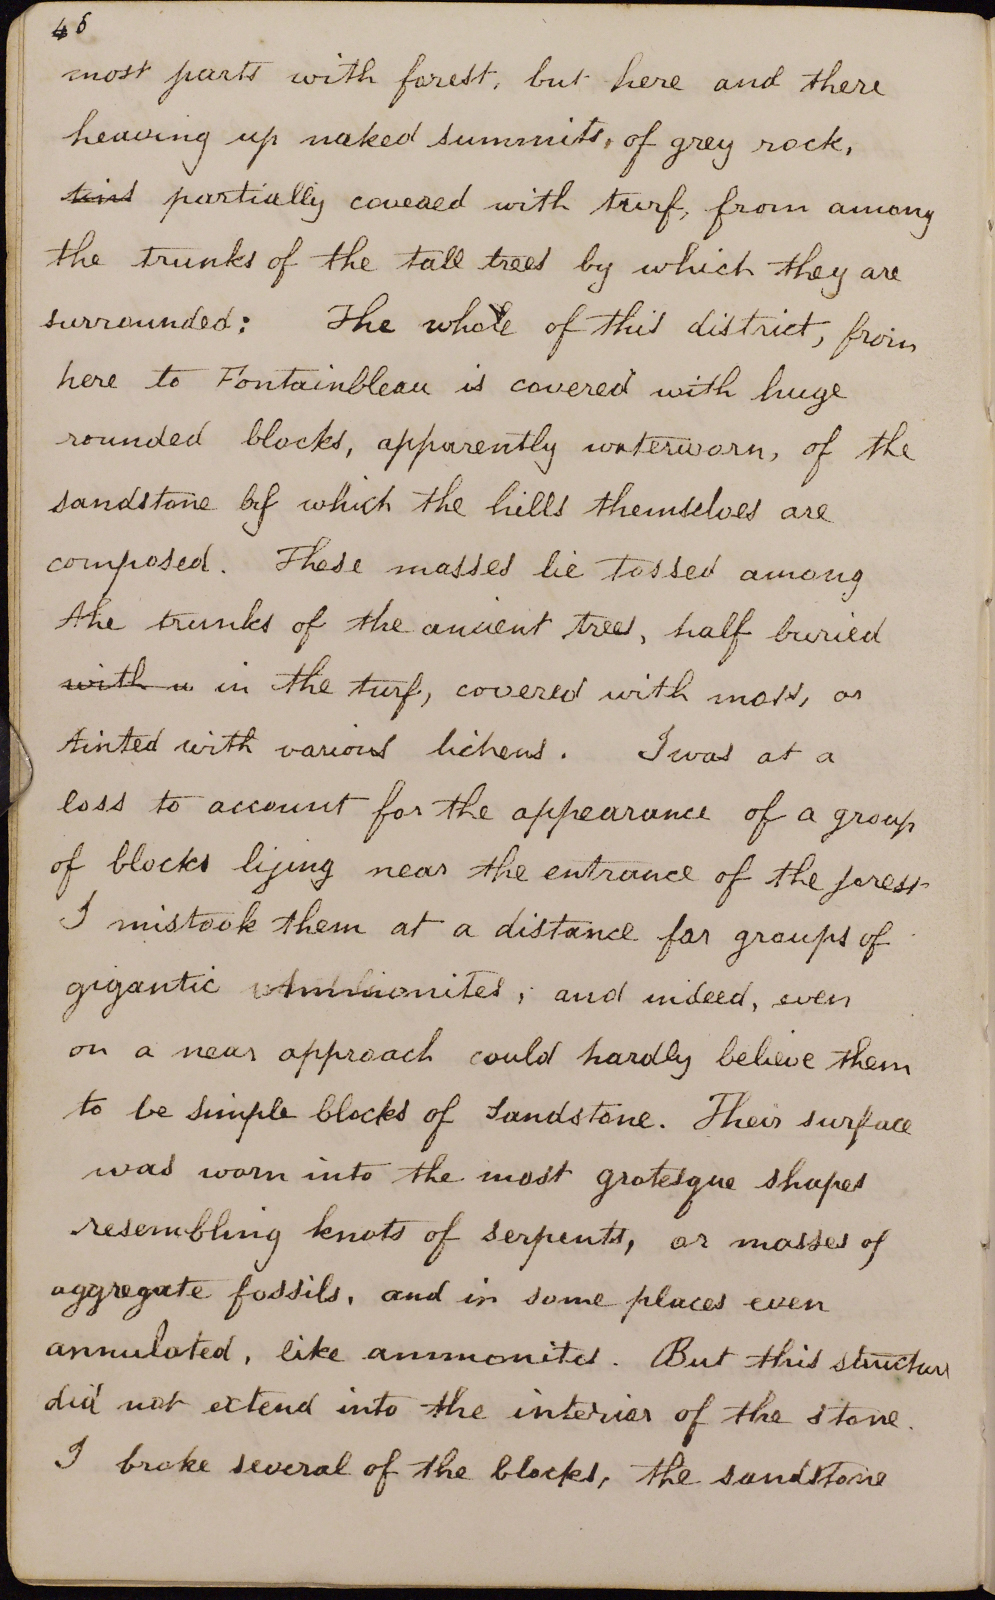 48
most parts with forest, but here and there
heaving up naked summits, of grey rock,
tins partially covered with turf, from among
the trunks of the tall trees by which they are
surrounded: The whole of this district, from
here to Fontainbleau is covered with huge
rounded blocks, apparently waterworn, of the
sandstone of which the hills themselves are
composed. These masses lie tossed among
the trunks of the ancient trees, half buried
with u in the turf, covered with moss, or
tinted with various lichens. I was at a
loss to account for the appearance of a group
of blocks lijing near the entrance of the forest
I mistook them at a distance for groups of
gigantic Ammonites, and indeed, even
on a near approach could hardly believe them
to be simple blocks of sandstone. Their surface
was worn into the most grotesque shapes
resembling knots of serpents, or masses of
aggregate fossils, and in some places even
annulated, like ammonites. But this structure
did not extend into the interior of the stone.
I broke several of the blocks, the sandstone